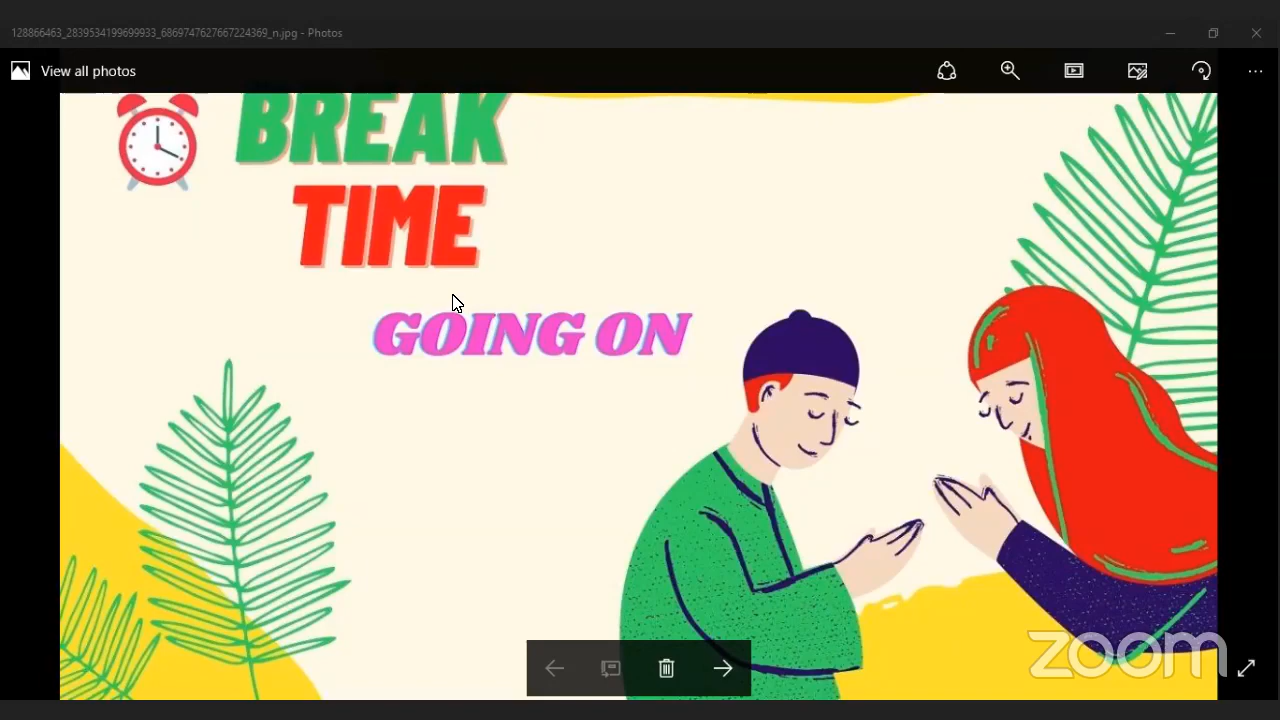 128866463_2839534199699933_6869747627667224369_n.jpg - Photos
View all photos
BREAK
TIME
GOING ON
zoom